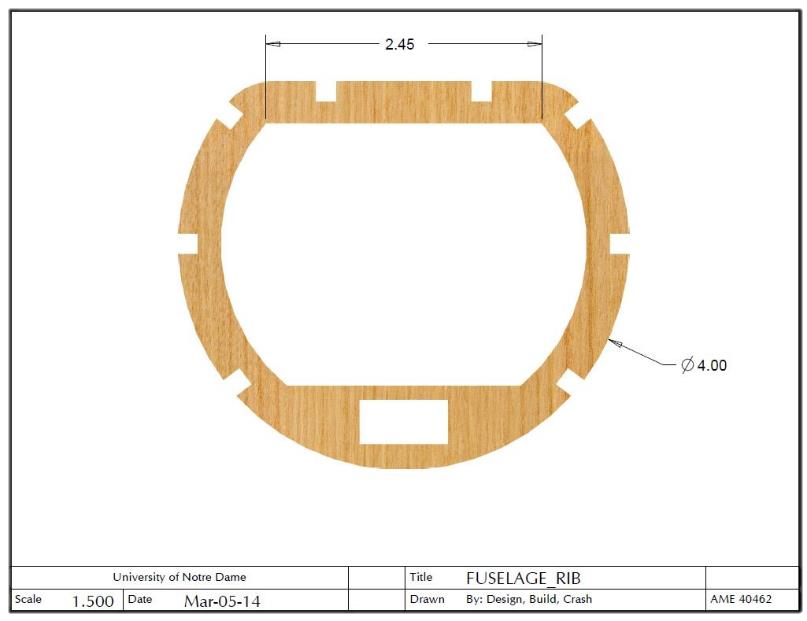 2.45
∅4.00
University of Notre Dame
Title FUSELAGE_RIB
Scale 1.500 Date Mar-05-14
Drawn By: Design, Build, Crash
AME 40462